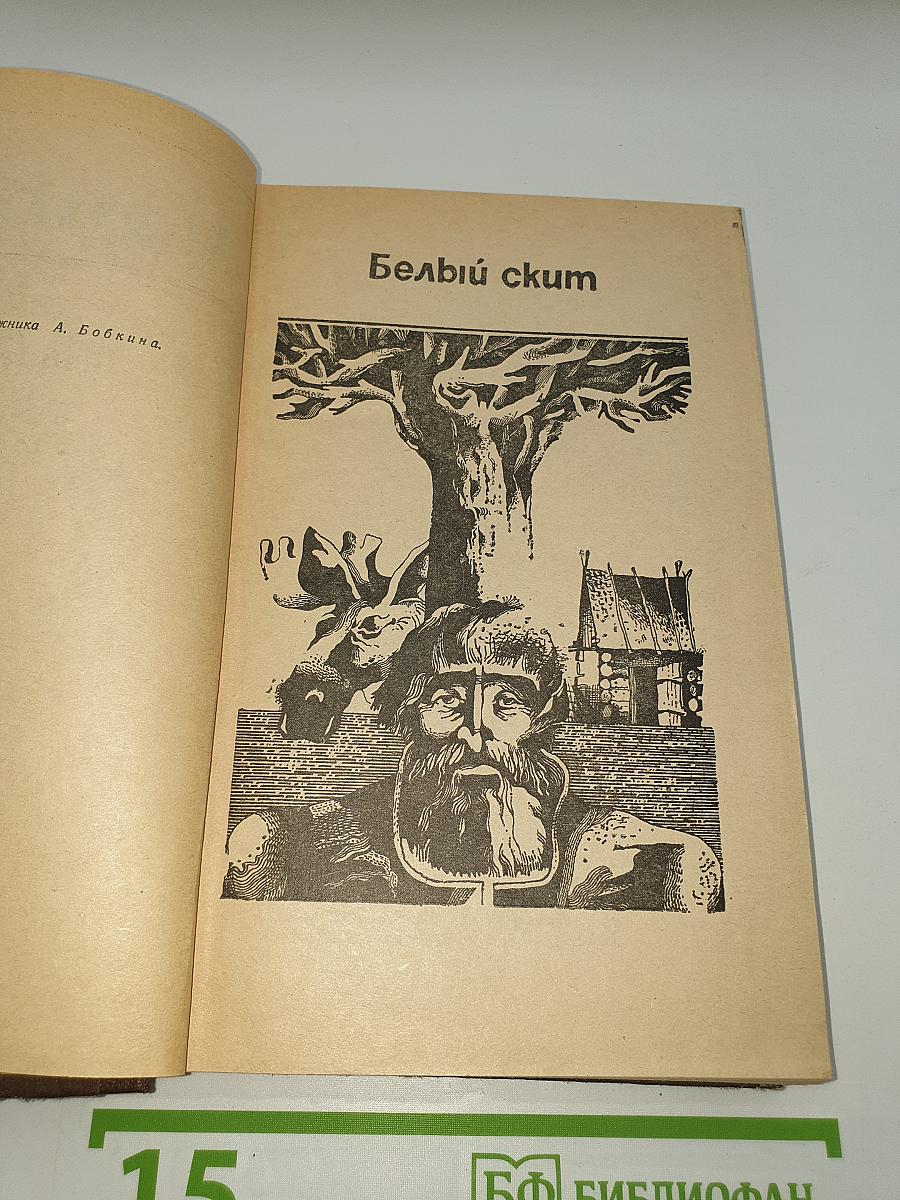 жника А. Бобкина.
Белый скит
15
БФ БИБЛИОФАН